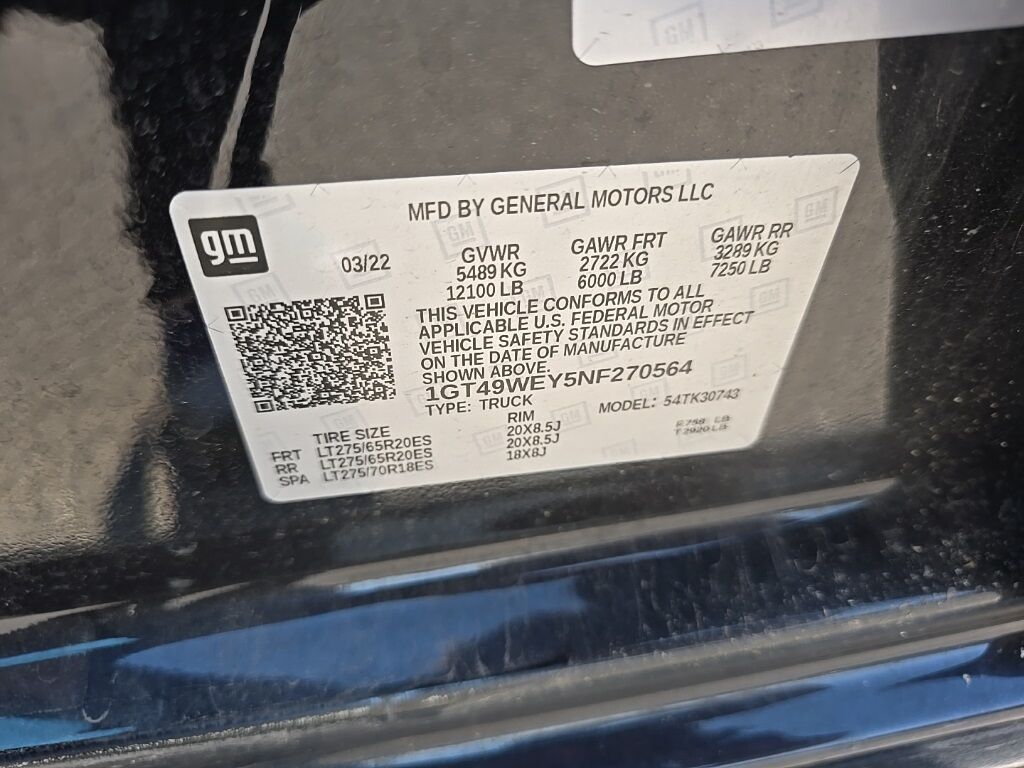 gm
MFD BY GENERAL MOTORS LLC
03/22
GVWR
5489 KG
12100 LB
GAWR FRT
2722 KG
6000 LB
GAWR RR
3289 KG
7250 LB
THIS VEHICLE CONFORMS TO ALL
APPLICABLE U.S. FEDERAL MOTOR
VEHICLE SAFETY STANDARDS IN EFFECT
ON THE DATE OF MANUFACTURE
SHOWN ABOVE.
1GT49WEY5NF270564
TYPE: TRUCK
MODEL: 54TK30743
TIRE SIZE RIM
FRT LT275/65R20ES 20X8.5J
RR LT275/65R20ES 20X8.5J
SPA LT275/70R18ES 18X8J
T 2920 LB